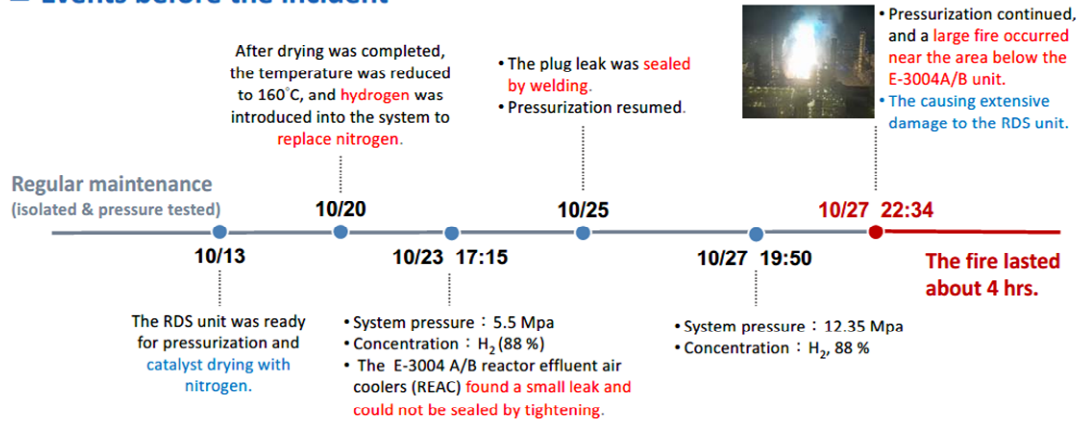 Events before the incident
After drying was completed,
the temperature was reduced
to 160°C, and hydrogen was
introduced into the system to
replace nitrogen.
• The plug leak was sealed
by welding.
• Pressurization resumed.
• Pressurization continued,
and a large fire occurred
near the area below the
E-3004A/B unit.
• The causing extensive
damage to the RDS unit.
Regular maintenance
(isolated & pressure tested)
10/20
10/25
10/27 22:34
10/13
10/23 17:15
10/27 19:50
The fire lasted
about 4 hrs.
The RDS unit was ready
for pressurization and
catalyst drying with
nitrogen.
• System pressure：5.5 Mpa
• Concentration：H₂ (88 %)
• The E-3004 A/B reactor effluent air
coolers (REAC) found a small leak and
could not be sealed by tightening.
• System pressure：12.35 Mpa
• Concentration：H₂, 88 %